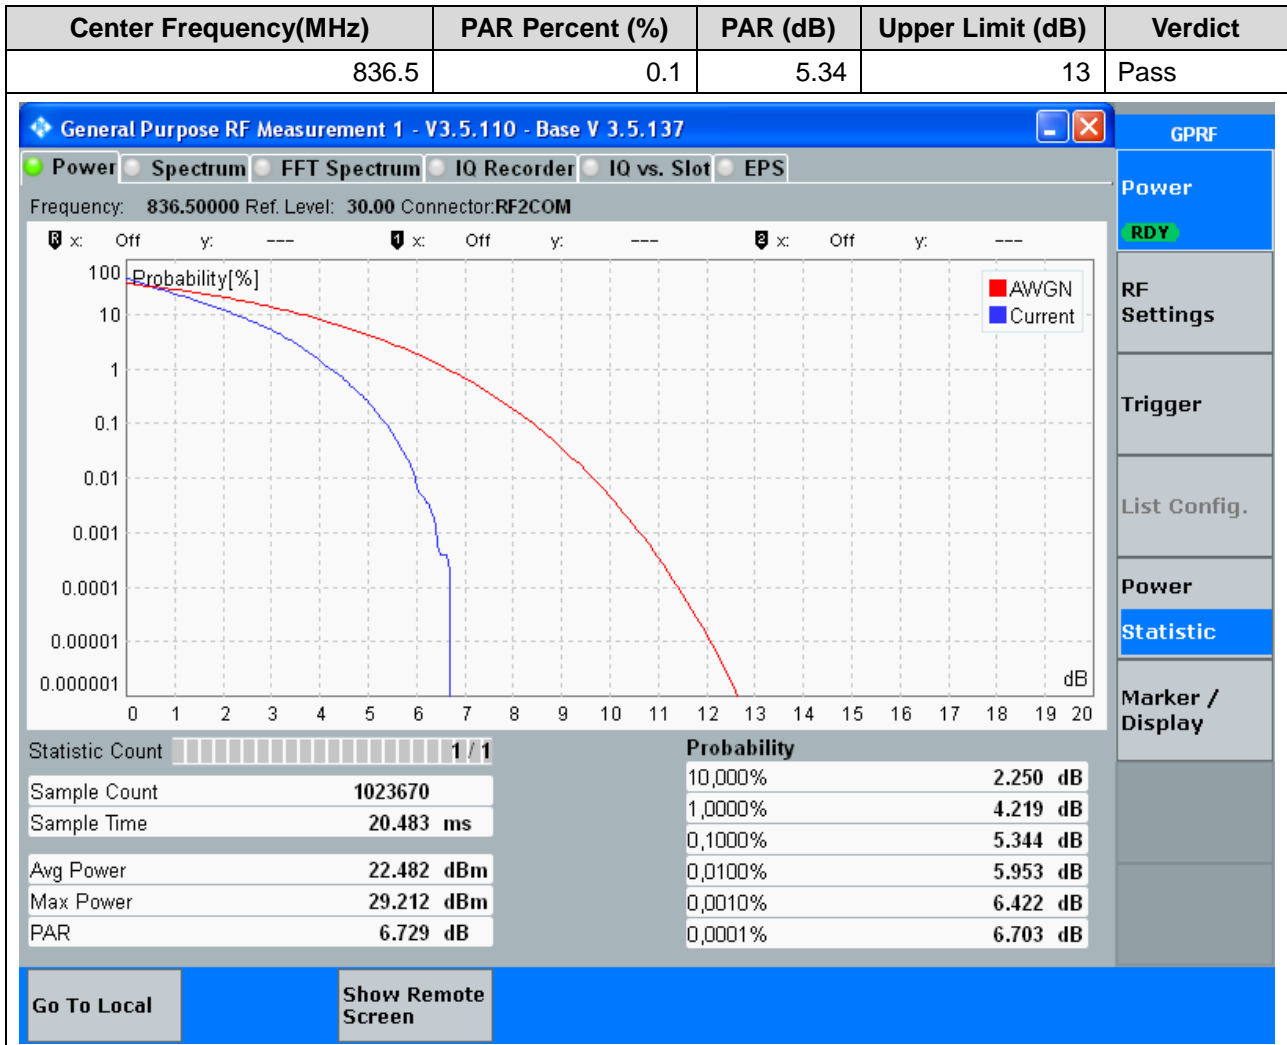 Center Frequency(MHz) PAR Percent (%) PAR (dB) Upper Limit (dB) Verdict
836.5 0.1 5.34 13 Pass
General Purpose RF Measurement 1 - V3.5.110 - Base V 3.5.137
GPRF
Power Spectrum FFT Spectrum IQ Recorder IQ vs. Slot EPS
Frequency: 836.50000 Ref. Level: 30.00 Connector:RF2COM
R x: Off y: --- 1 x: Off y: --- 2 x: Off y: ---
Probability[%]
AWGN
Current
100
10
1
0.1
0.01
0.001
0.0001
0.00001
0.000001
dB
0 1 2 3 4 5 6 7 8 9 10 11 12 13 14 15 16 17 18 19 20
Statistic Count 1 / 1
Sample Count 1023670
Sample Time 20.483 ms
Avg Power 22.482 dBm
Max Power 29.212 dBm
PAR 6.729 dB
Probability
10,000% 2.250 dB
1,0000% 4.219 dB
0,1000% 5.344 dB
0,0100% 5.953 dB
0,0010% 6.422 dB
0,0001% 6.703 dB
Power
RDY
RF
Settings
Trigger
List Config.
Power
Statistic
Marker /
Display
Go To Local
Show Remote
Screen